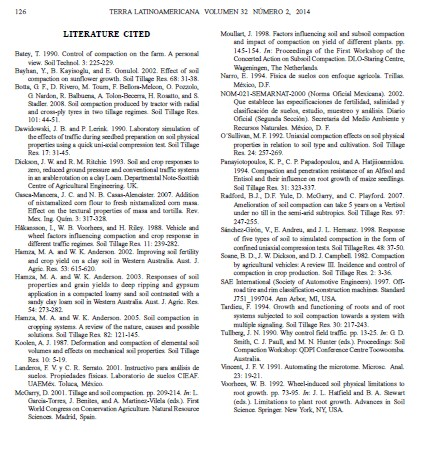 126
TERRA LATINOAMERICANA VOLUMEN 32 NÚMERO 2, 2014
LITERATURE CITED
Batey, T. 1990. Control of compaction on the farm. A personal
view. Soil Technol. 3: 225-229.
Bayhan, Y., B. Kayisoglu, and E. Gonulol. 2002. Effect of soil
compaction on sunflower growth. Soil Tillage Res. 68: 31-38.
Botta, G. F., D. Rivero, M. Tourn, F. Bellora-Melcon, O. Pozzolo,
G. Nardon, R. Balbuena, A. Tolon-Becerra, H. Rosatto, and S.
Stadler. 2008. Soil compaction produced by tractor with radial
and cross-ply tyres in two tillage regimes. Soil Tillage Res.
101: 44-51.
Dawidowski, J. B. and P. Lerink. 1990. Laboratory simulation of
the effects of traffic during seedbed preparation on soil physical
properties using a quick uni-axial compression test. Soil Tillage
Res. 17: 31-45.
Dickson, J. W. and R. M. Ritchie. 1993. Soil and crop responses to
zero, reduced ground pressure and conventional traffic systems
in an arable rotation on a clay Loam. Departmental Note-Scottish
Centre of Agricultural Engineering. UK.
Gasca-Mancera, J. C. and N. B. Casas-Alencáster. 2007. Addition
of nixtamalized corn flour to fresh nixtamalized corn masa.
Effect on the textural properties of masa and tortilla. Rev.
Mex. Ing. Quím. 3: 317-328.
Håkansson, I., W. B. Voorhees, and H. Riley. 1988. Vehicle and
wheel factors influencing compaction and crop response in
different traffic regimes. Soil Tillage Res. 11: 239-282.
Hamza, M. A. and W. K. Anderson. 2002. Improving soil fertility
and crop yield on a clay soil in Western Australia. Aust. J.
Agric. Res. 53: 615-620.
Hamza, M. A. and W. K. Anderson. 2003. Responses of soil
properties and grain yields to deep ripping and gypsum
application in a compacted loamy sand soil contrasted with a
sandy clay loam soil in Western Australia. Aust. J. Agric. Res.
54: 273-282.
Hamza, M. A. and W. K. Anderson. 2005. Soil compaction in
cropping systems. A review of the nature, causes and possible
solutions. Soil Tillage Res. 82: 121-145.
Koolen, A. J. 1987. Deformation and compaction of elemental soil
volumes and effects on mechanical soil properties. Soil Tillage
Res. 10: 5-19.
Landeros, F. V. y C. R. Serrato. 2001. Instructivo para análisis de
suelos. Propiedades físicas. Laboratorio de suelos CIEAF.
UAEMéx. Toluca, México.
McGarry, D. 2001. Tillage and soil compaction. pp. 209-214. In: L.
Garcia-Torres, J. Benites, and A. Martinez-Vilela (eds.). First
World Congress on Conservation Agriculture. Natural Resource
Sciences. Madrid, Spain.
Moullart, J. 1998. Factors influencing soil and subsoil compaction
and impact of compaction on yield of different plants. pp.
145-154. In: Proceedings of the First Workshop of the
Concerted Action on Subsoil Compaction. DLO-Staring Centre,
Wageningen, The Netherlands.
Narro, E. 1994. Física de suelos con enfoque agrícola. Trillas.
México, D.F.
NOM-021-SEMARNAT-2000 (Norma Oficial Mexicana). 2002.
Que establece las especificaciones de fertilidad, salinidad y
clasificación de suelos, estudio, muestreo y análisis. Diario
Oficial (Segunda Sección). Secretaria del Medio Ambiente y
Recursos Naturales. México, D. F.
O'Sullivan, M. F. 1992. Uniaxial compaction effects on soil physical
properties in relation to soil type and cultivation. Soil Tillage
Res. 24: 257-269.
Panayiotopoulos, K. P., C. P. Papadopoulou, and A. Hatjiioannidou.
1994. Compaction and penetration resistance of an Alfisol and
Entisol and their influence on root growth of maize seedlings.
Soil Tillage Res. 31: 323-337.
Radford, B.J., D.F. Yule, D. McGarry, and C. Playford. 2007.
Amelioration of soil compaction can take 5 years on a Vertisol
under no till in the semi-arid subtropics. Soil Tillage Res. 97:
247-255.
Sánchez-Girón, V., E. Andreu, and J. L. Hernanz. 1998. Response
of five types of soil to simulated compaction in the form of
confined uniaxial compression tests. Soil Tillage Res. 48: 37-50.
Soane, B. D., J. W. Dickson, and D. J. Campbell. 1982. Compaction
by agricultural vehicles: A review III. Incidence and control of
compaction in crop production. Soil Tillage Res. 2: 3-36.
SAE International (Society of Automotive Engineers). 1997. Off-
road tire and rim classification-construction machines. Standard
J751_199704. Ann Arbor, MI, USA.
Tardieu, F. 1994. Growth and functioning of roots and of root
systems subjected to soil compaction towards a system with
multiple signaling. Soil Tillage Res. 30: 217-243.
Tullberg, J. N. 1990. Why control field traffic. pp. 13-25. In: G. D.
Smith, C. J. Paull, and M. N. Hunter (eds.). Proceedings: Soil
Compaction Workshop: QDPI Conference Centre Toowoomba.
Australia.
Vincent, J. F. V. 1991. Automating the microtome. Microsc. Anal.
23: 19-21.
Voorhees, W. B. 1992. Wheel-induced soil physical limitations to
root growth. pp. 73-95. In: J. L. Hatfield and B. A. Stewart
(eds.). Limitations to plant root growth. Advances in Soil
Science. Springer. New York, NY, USA.